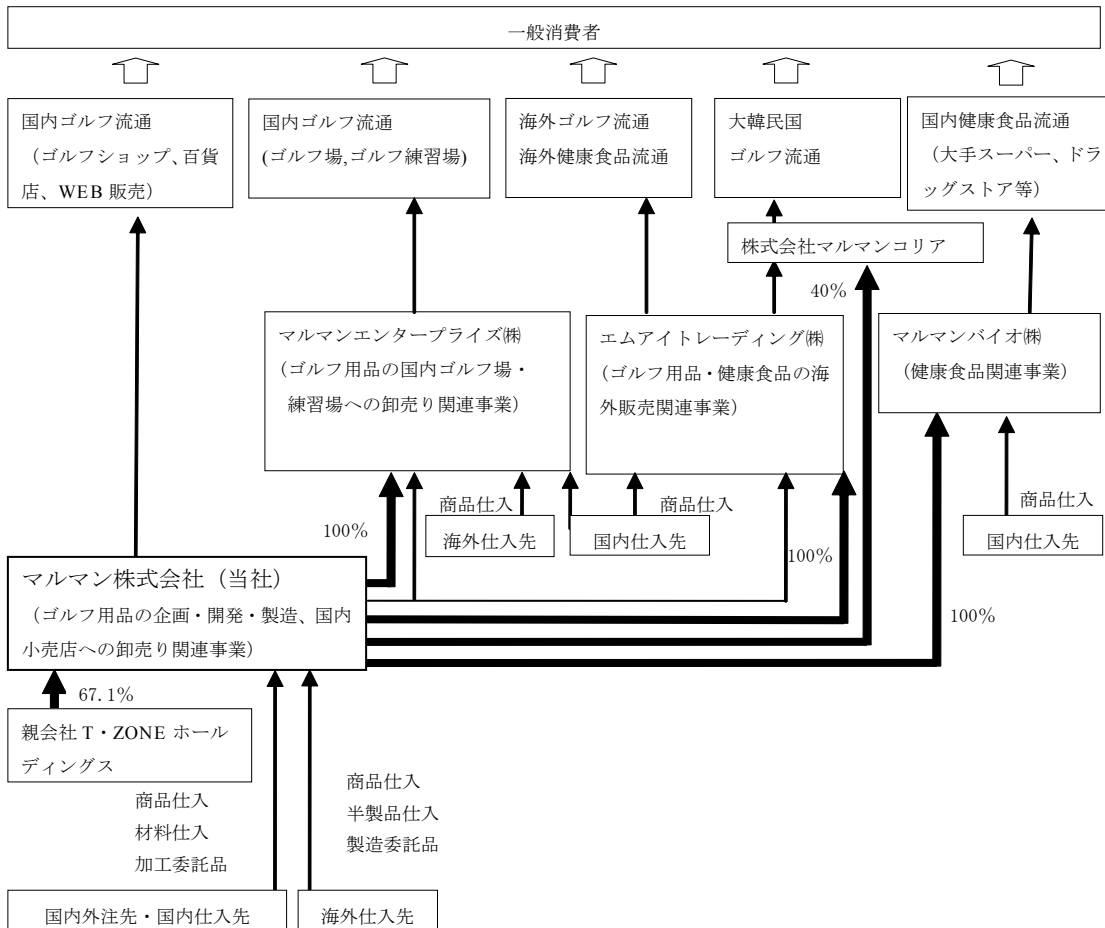 一般消費者
国内ゴルフ流通
（ゴルフショップ、百貨
店、WEB 販売）
国内ゴルフ流通
(ゴルフ場,ゴルフ練習場)
海外ゴルフ流通
海外健康食品流通
大韓民国
ゴルフ流通
国内健康食品流通
（大手スーパー、ドラ
ッグストア等）
株式会社マルマンコリア
40%
マルマンエンタープライズ㈱
（ゴルフ用品の国内ゴルフ場・
練習場への卸売り関連事業）
エムアイトレーディング㈱
（ゴルフ用品・健康食品の海
外販売関連事業）
マルマンバイオ㈱
（健康食品関連事業）
商品仕入
海外仕入先
商品仕入
国内仕入先
商品仕入
国内仕入先
100%
100%
100%
マルマン株式会社（当社）
（ゴルフ用品の企画・開発・製造、国内
小売店への卸売り関連事業）
67.1%
親会社 T・ZONE ホール
ディングス
商品仕入
材料仕入
加工委託品
商品仕入
半製品仕入
製造委託品
国内外注先・国内仕入先
海外仕入先